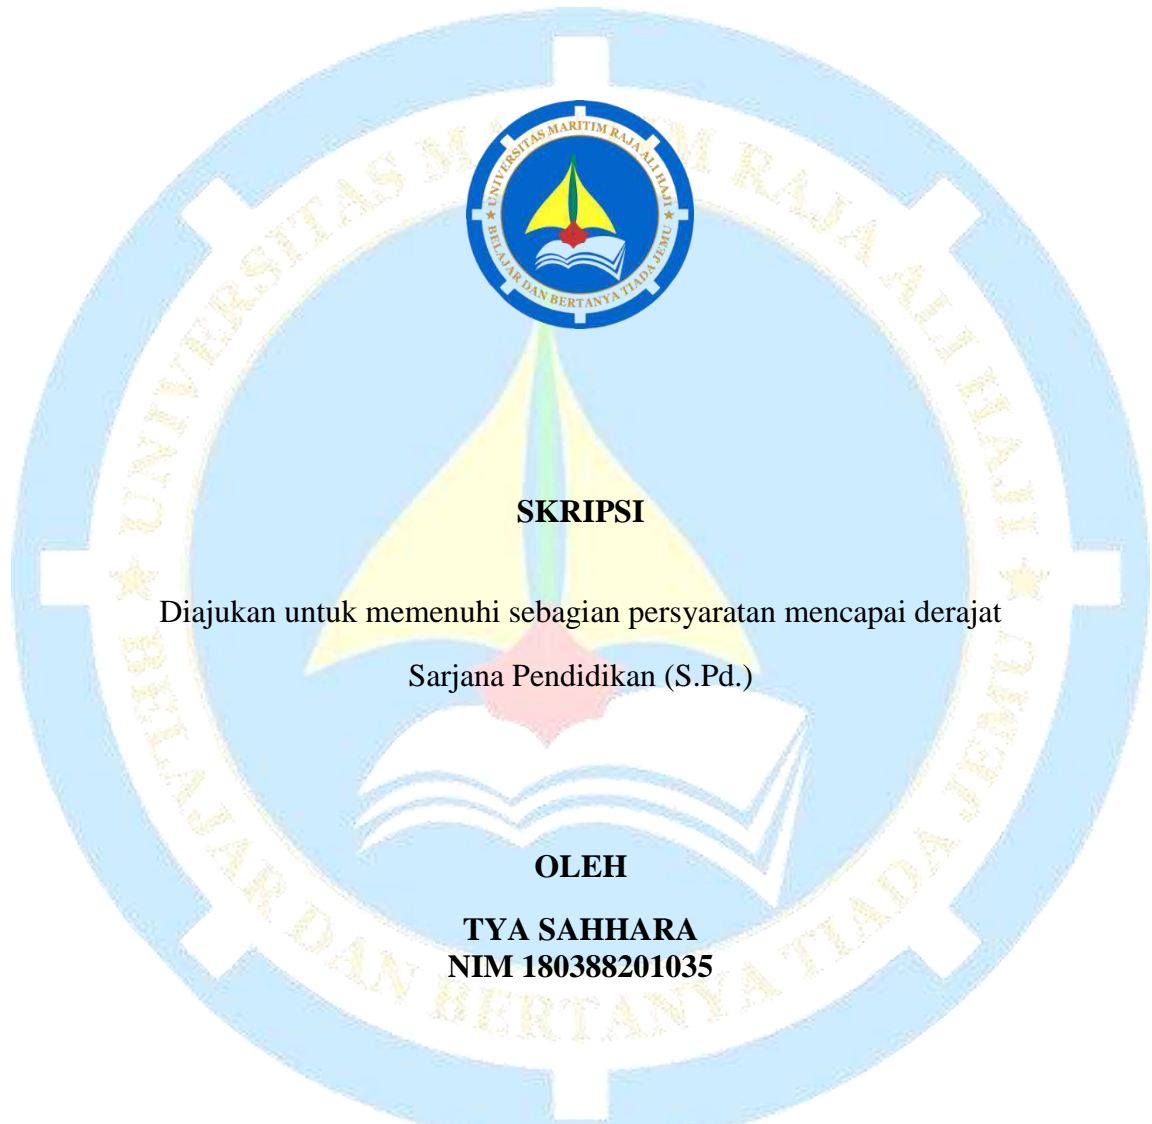 UNIVERSITAS MARITIM RAJA ALI HAJI
★ BELAJAR DAN BERTANYA TIADA JEMU ★
SKRIPSI
Diajukan untuk memenuhi sebagian persyaratan mencapai derajat
Sarjana Pendidikan (S.Pd.)
OLEH
TYA SAHHARA
NIM 180388201035